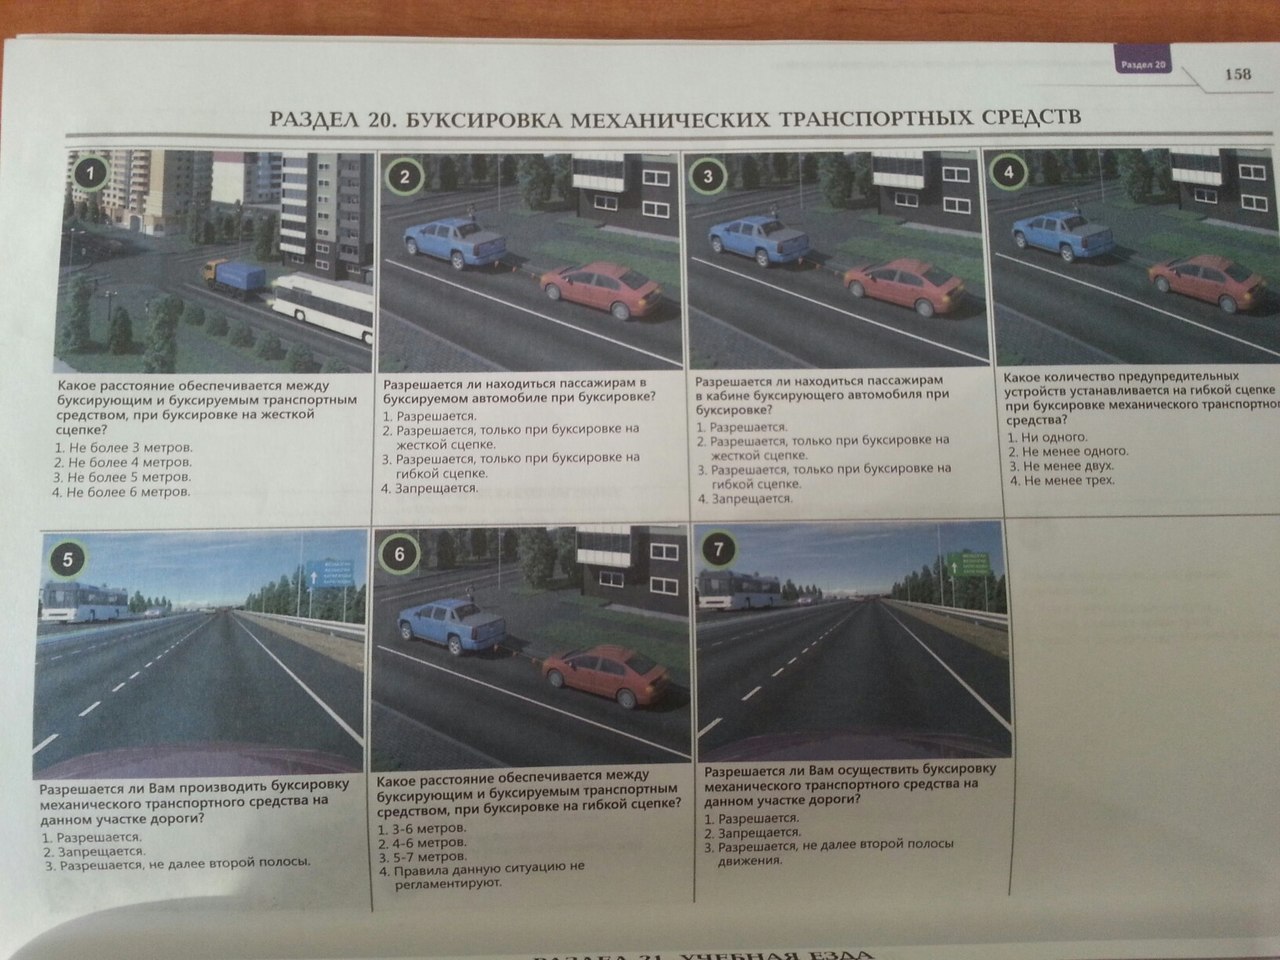 Раздел 20
158
РАЗДЕЛ 20. БУКСИРОВКА МЕХАНИЧЕСКИХ ТРАНСПОРТНЫХ СРЕДСТВ
1
Какое расстояние обеспечивается между
буксирующим и буксируемым транспортным
средством, при буксировке на жесткой
сцепке?
1. Не более 3 метров.
2. Не более 4 метров.
3. Не более 5 метров.
4. Не более 6 метров.
2
Разрешается ли находиться пассажирам в
буксируемом автомобиле при буксировке?
1. Разрешается.
2. Разрешается, только при буксировке на
жесткой сцепке.
3. Разрешается, только при буксировке на
гибкой сцепке.
4. Запрещается.
3
Разрешается ли находиться пассажирам
в кабине буксирующего автомобиля при
буксировке?
1. Разрешается.
2. Разрешается, только при буксировке на
жесткой сцепке.
3. Разрешается, только при буксировке на
гибкой сцепке.
4. Запрещается.
4
Какое количество предупредительных
устройств устанавливается на гибкой сцепке
при буксировке механического транспортно
средства?
1. Ни одного.
2. Не менее одного.
3. Не менее двух.
4. Не менее трех.
5
Разрешается ли Вам производить буксировку
механического транспортного средства на
данном участке дороги?
1. Разрешается.
2. Запрещается.
3. Разрешается, не далее второй полосы.
6
Какое расстояние обеспечивается между
буксирующим и буксируемым транспортным
средством, при буксировке на гибкой сцепке?
1. 3-6 метров.
2. 4-6 метров.
3. 5-7 метров.
4. Правила данную ситуацию не
регламентируют.
7
Разрешается ли Вам осуществить буксировку
механического транспортного средства на
данном участке дороги?
1. Разрешается.
2. Запрещается.
3. Разрешается, не далее второй полосы
движения.
РАЗДЕЛ 21. УЧЕБНАЯ ЕЗДА